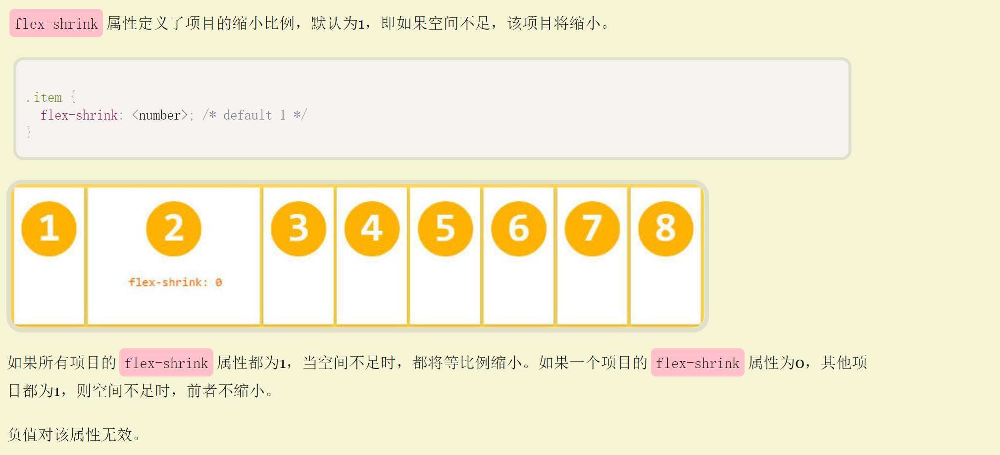 flex-shrink 属性定义了项目的缩小比例，默认为1，即如果空间不足，该项目将缩小。
.item {
  flex-shrink: <number>; /* default 1 */
}
1 2 3 4 5 6 7 8
flex-shrink: 0
如果所有项目的 flex-shrink 属性都为1，当空间不足时，都将等比例缩小。如果一个项目的 flex-shrink 属性为0，其他项
目都为1，则空间不足时，前者不缩小。
负值对该属性无效。